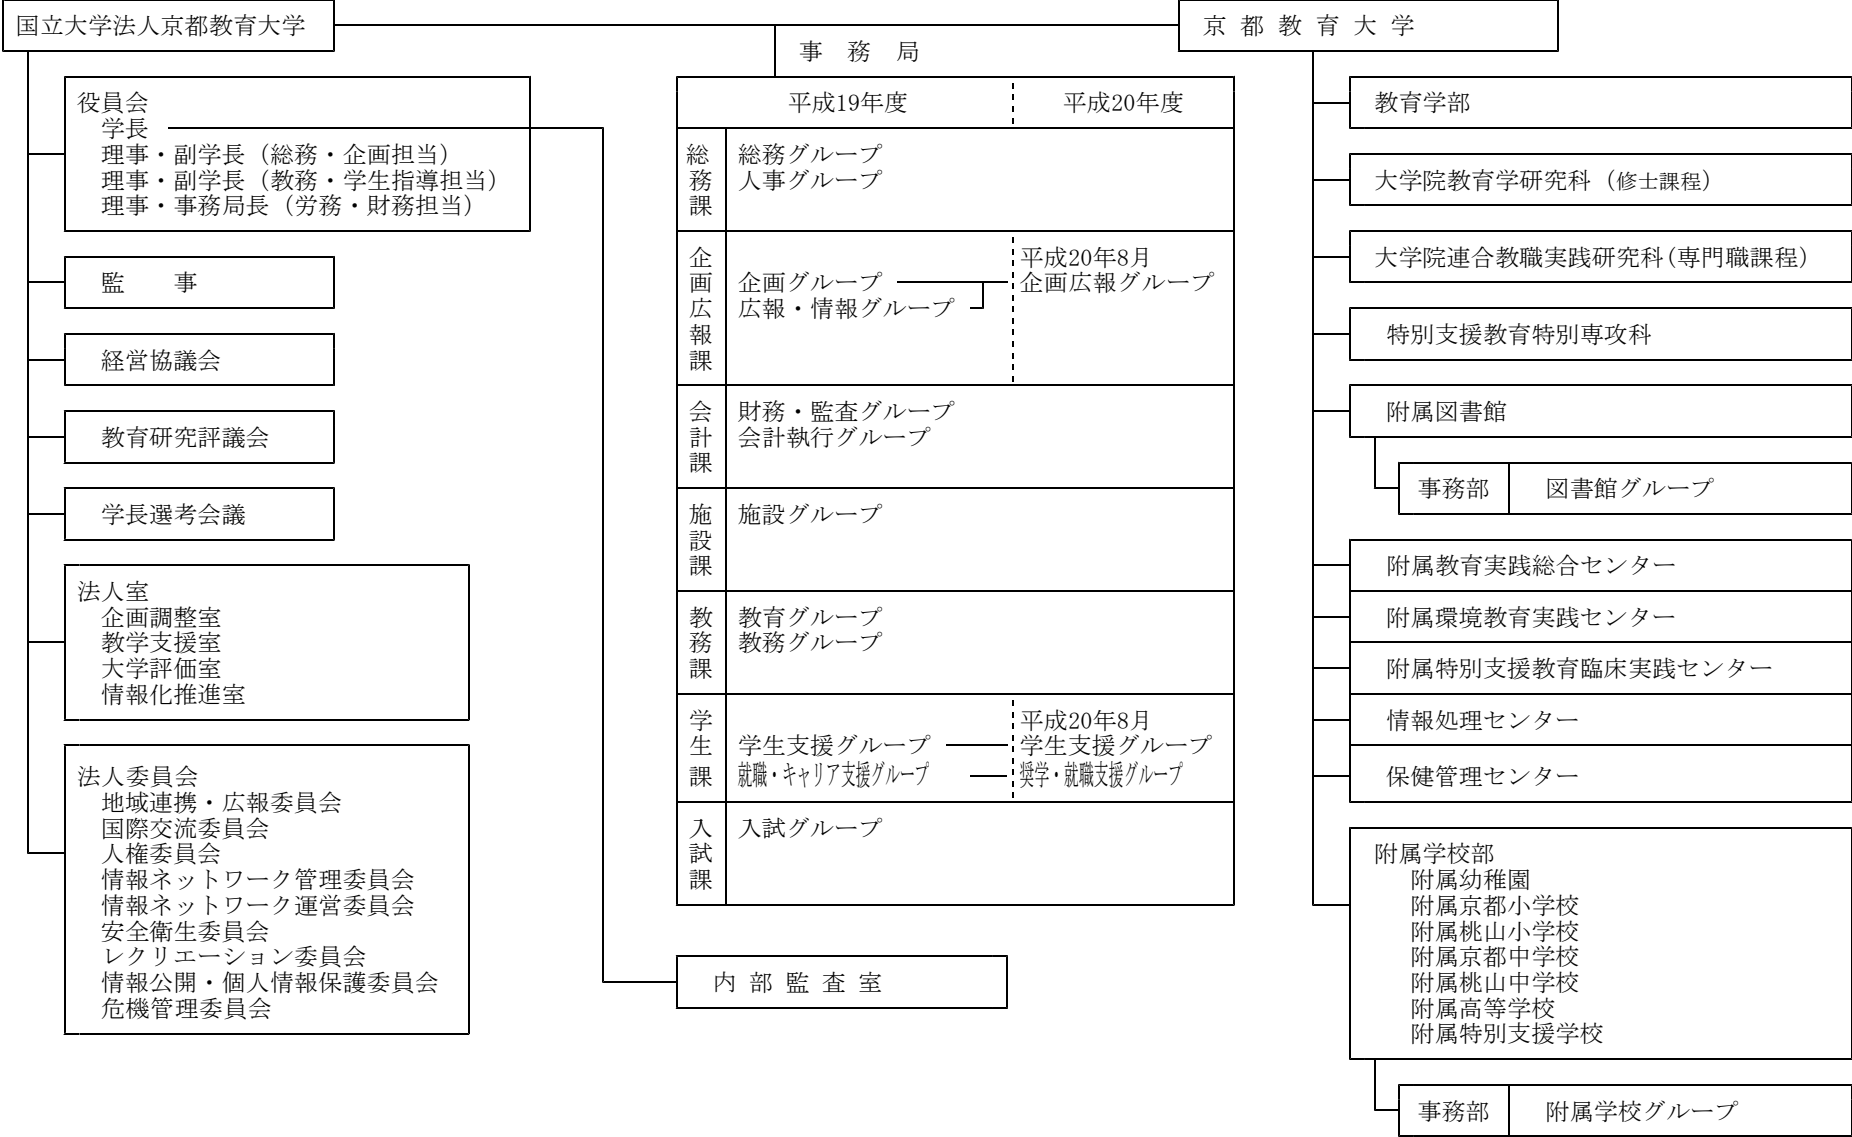 国立大学法人京都教育大学
役員会
学長
理事・副学長（総務・企画担当）
理事・副学長（教務・学生指導担当）
理事・事務局長（労務・財務担当）
監　　事
経営協議会
教育研究評議会
学長選考会議
法人室
企画調整室
教学支援室
大学評価室
情報化推進室
法人委員会
地域連携・広報委員会
国際交流委員会
人権委員会
情報ネットワーク管理委員会
情報ネットワーク運営委員会
安全衛生委員会
レクリエーション委員会
情報公開・個人情報保護委員会
危機管理委員会
事　務　局
平成19年度　平成20年度
総務課
総務グループ
人事グループ
企画広報課
企画グループ
広報・情報グループ
平成20年8月
企画広報グループ
会計課
財務・監査グループ
会計執行グループ
施設課
施設グループ
教務課
教育グループ
教務グループ
学生課
学生支援グループ
就職・キャリア支援グループ
平成20年8月
学生支援グループ
奨学・就職支援グループ
入試課
入試グループ
内 部 監 査 室
京 都 教 育 大 学
教育学部
大学院教育学研究科（修士課程）
大学院連合教職実践研究科(専門職課程)
特別支援教育特別専攻科
附属図書館
事務部　図書館グループ
附属教育実践総合センター
附属環境教育実践センター
附属特別支援教育臨床実践センター
情報処理センター
保健管理センター
附属学校部
附属幼稚園
附属京都小学校
附属桃山小学校
附属京都中学校
附属桃山中学校
附属高等学校
附属特別支援学校
事務部　附属学校グループ